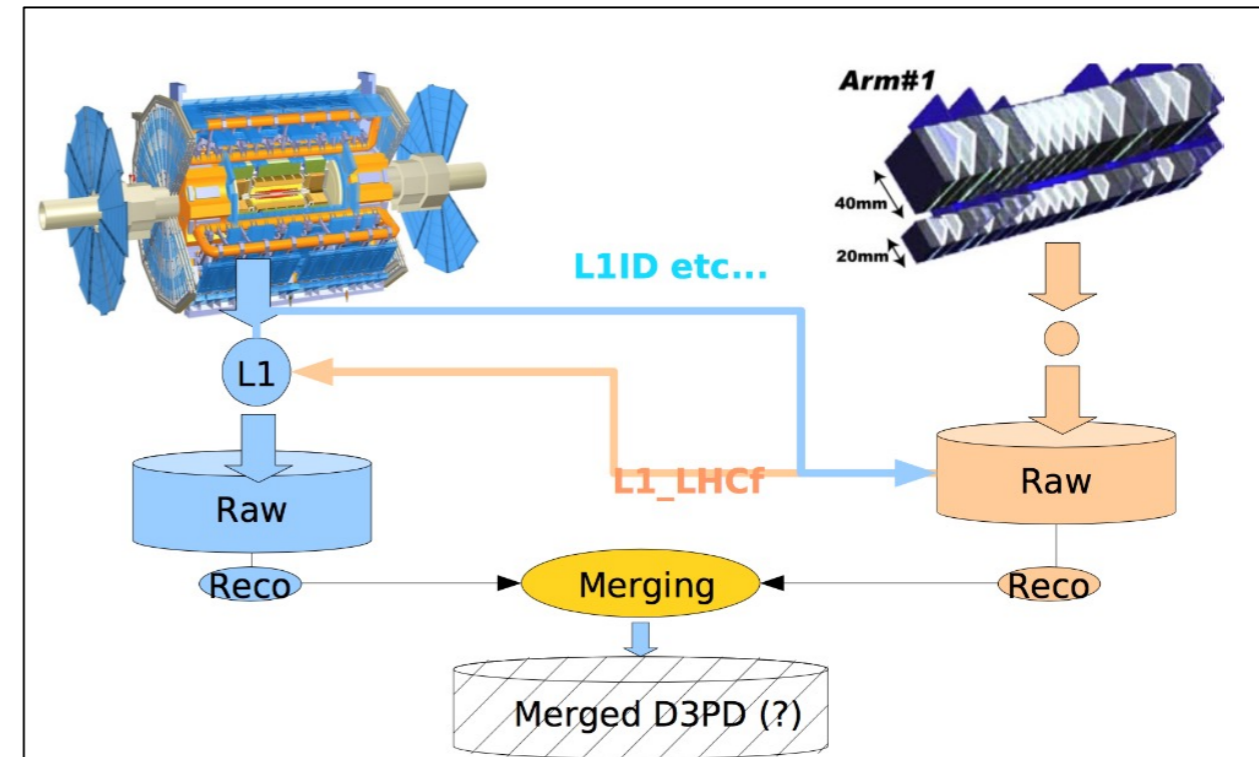 Arm#1
40mm
20mm
L1ID etc...
L1
L1_LHCf
Raw
Raw
Reco
Merging
Reco
Merged D3PD (?)